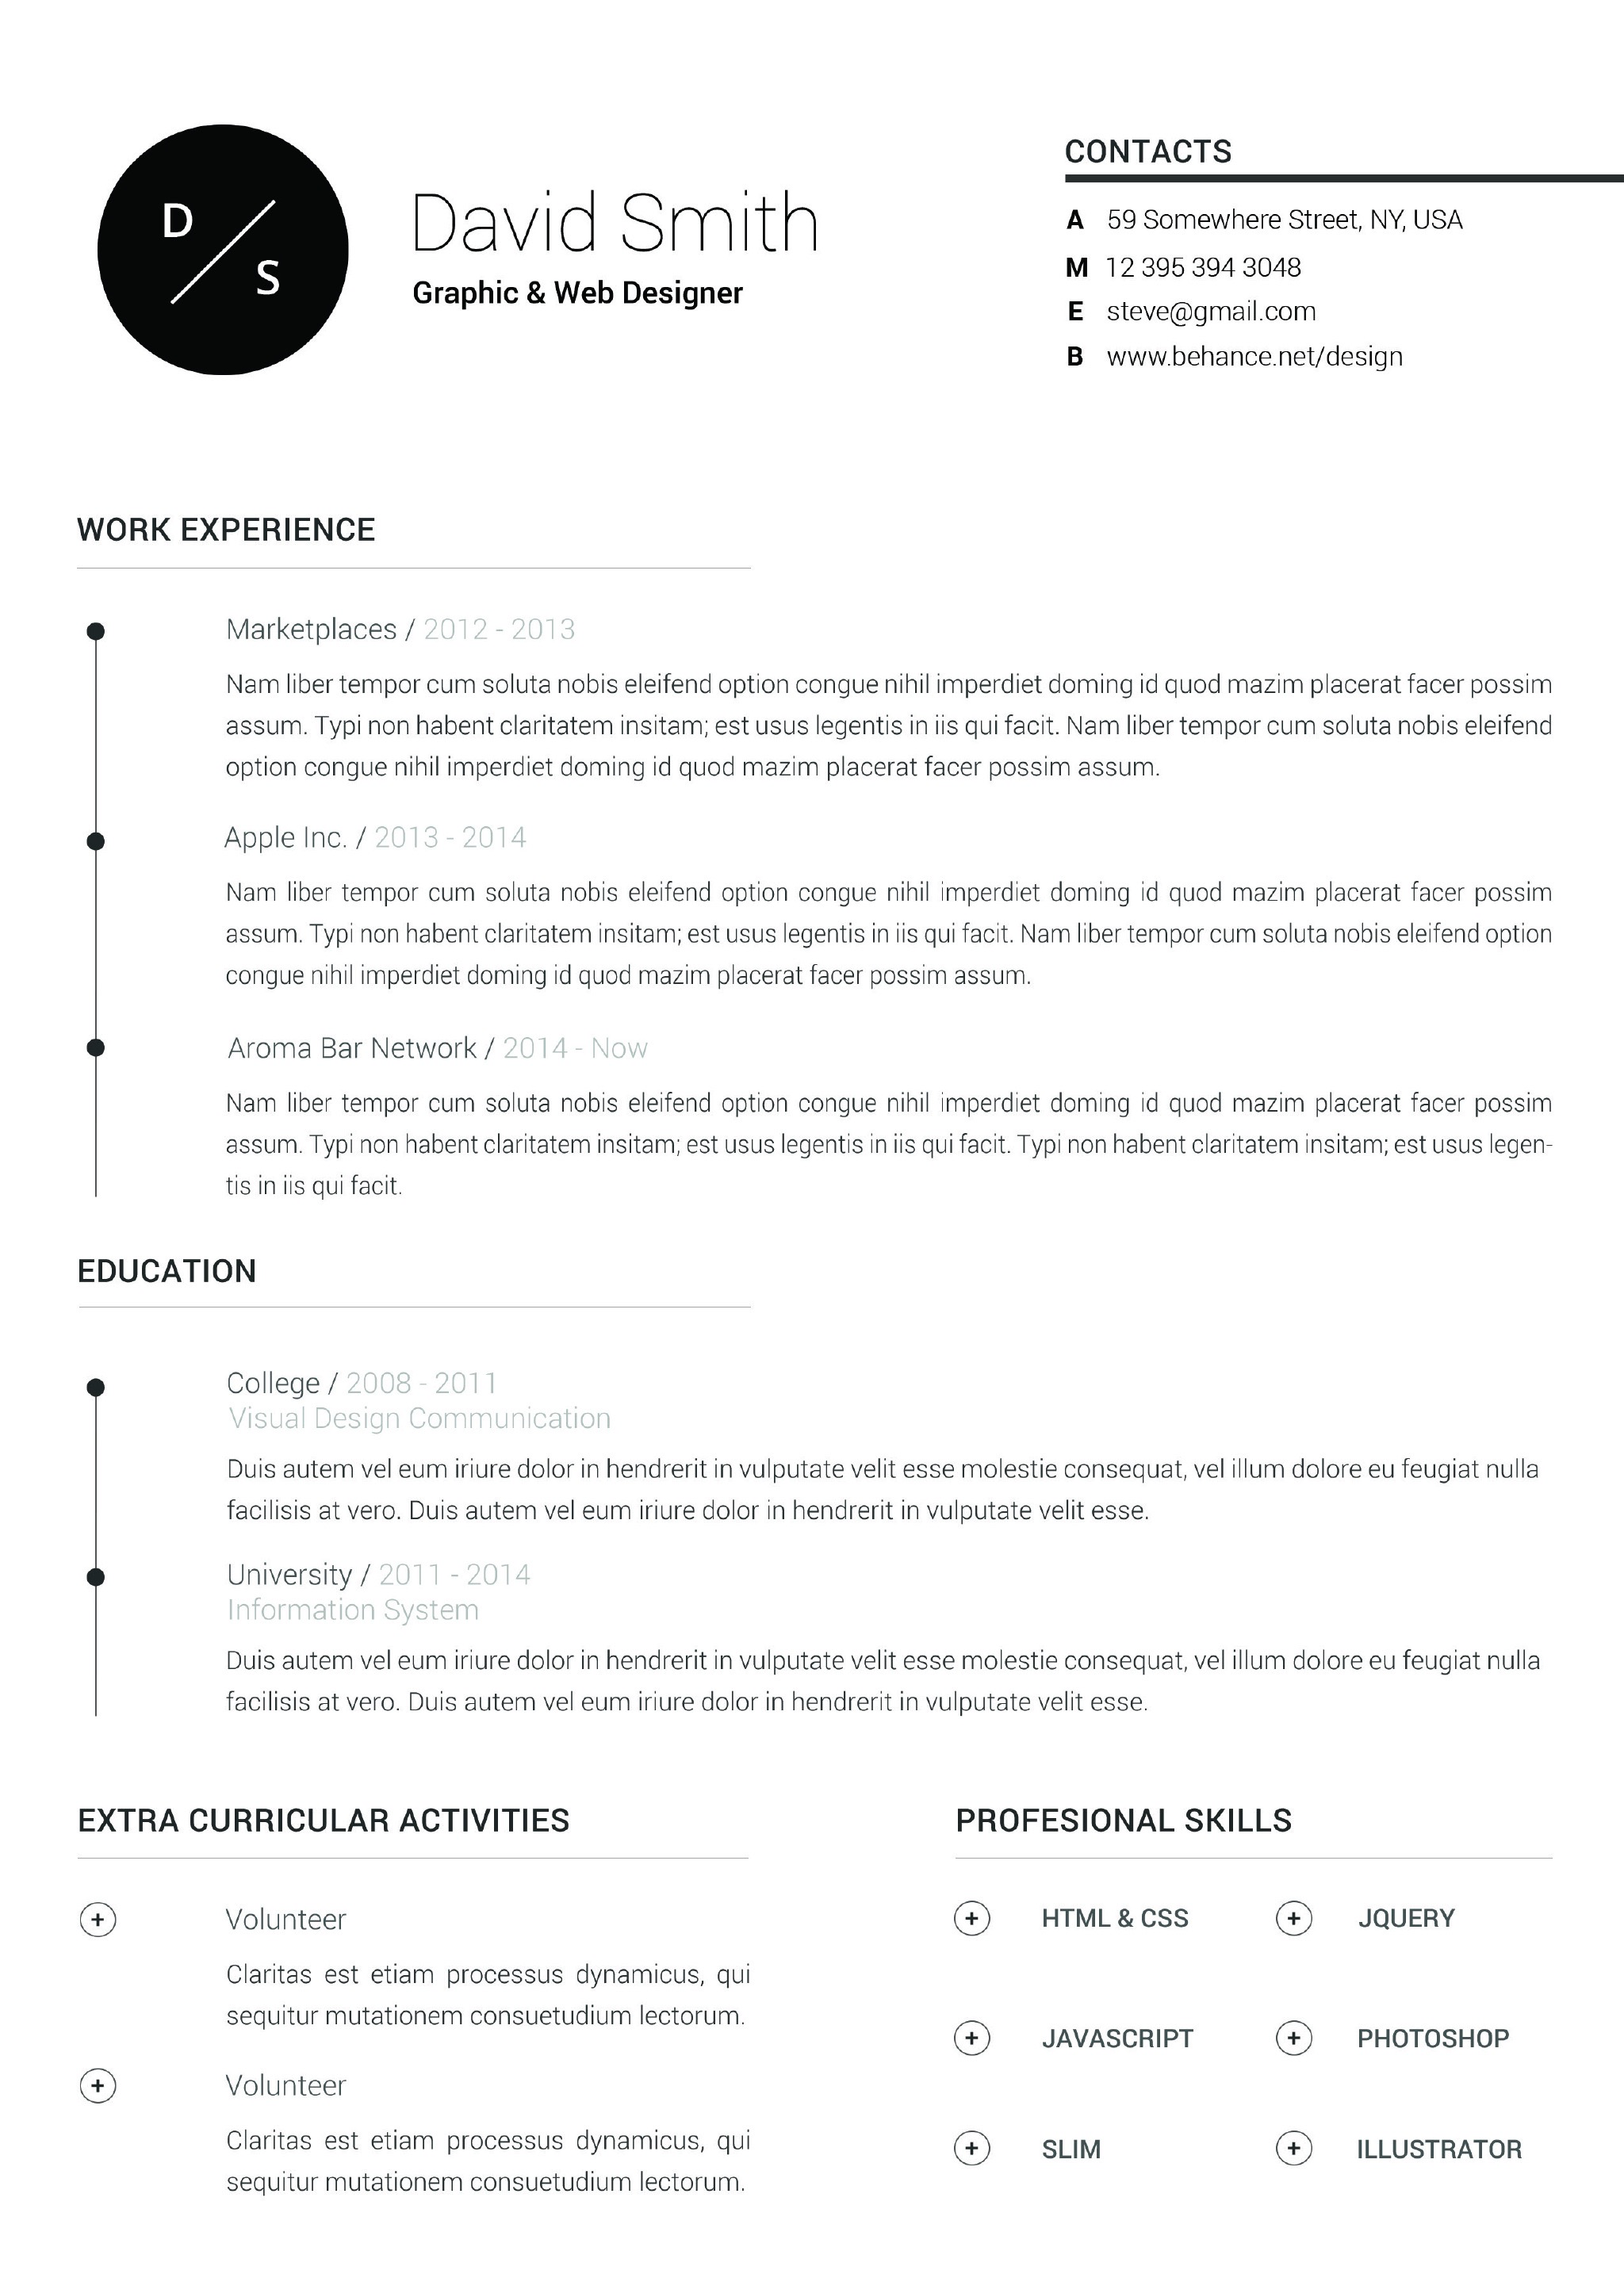 D
S
David Smith
Graphic & Web Designer
CONTACTS
A 59 Somewhere Street, NY, USA
M 12 395 394 3048
E steve@gmail.com
B www.behance.net/design
WORK EXPERIENCE
Marketplaces / 2012 - 2013
Nam liber tempor cum soluta nobis eleifend option congue nihil imperdiet doming id quod mazim placerat facer possim
assum. Typi non habent claritatem insitam; est usus legentis in iis qui facit. Nam liber tempor cum soluta nobis eleifend
option congue nihil imperdiet doming id quod mazim placerat facer possim assum.
Apple Inc. / 2013 - 2014
Nam liber tempor cum soluta nobis eleifend option congue nihil imperdiet doming id quod mazim placerat facer possim
assum. Typi non habent claritatem insitam; est usus legentis in iis qui facit. Nam liber tempor cum soluta nobis eleifend option
congue nihil imperdiet doming id quod mazim placerat facer possim assum.
Aroma Bar Network / 2014 - Now
Nam liber tempor cum soluta nobis eleifend option congue nihil imperdiet doming id quod mazim placerat facer possim
assum. Typi non habent claritatem insitam; est usus legentis in iis qui facit. Typi non habent claritatem insitam; est usus legen-
tis in iis qui facit.
EDUCATION
College / 2008 - 2011
Visual Design Communication
Duis autem vel eum iriure dolor in hendrerit in vulputate velit esse molestie consequat, vel illum dolore eu feugiat nulla
facilisis at vero. Duis autem vel eum iriure dolor in hendrerit in vulputate velit esse.
University / 2011 - 2014
Information System
Duis autem vel eum iriure dolor in hendrerit in vulputate velit esse molestie consequat, vel illum dolore eu feugiat nulla
facilisis at vero. Duis autem vel eum iriure dolor in hendrerit in vulputate velit esse.
EXTRA CURRICULAR ACTIVITIES
Volunteer
Claritas est etiam processus dynamicus, qui
sequitur mutationem consuetudium lectorum.
Volunteer
Claritas est etiam processus dynamicus, qui
sequitur mutationem consuetudium lectorum.
PROFESIONAL SKILLS
HTML & CSS
JQUERY
JAVASCRIPT
PHOTOSHOP
SLIM
ILLUSTRATOR